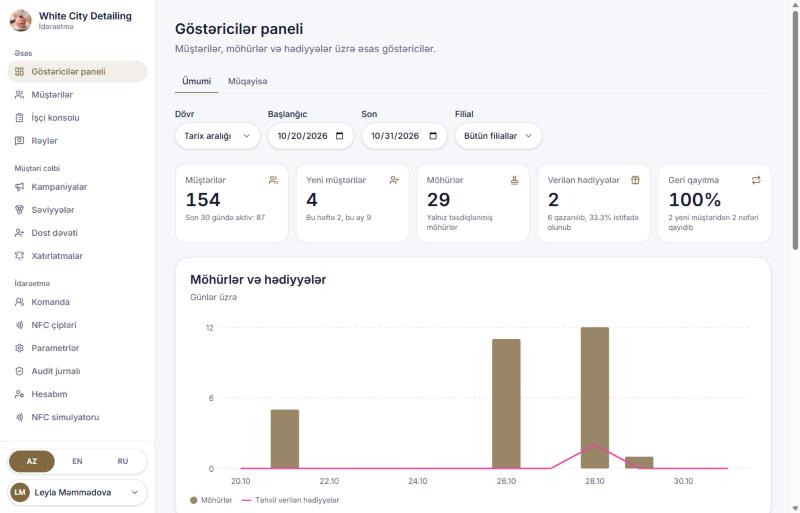 White City Detailing
İdarəetmə
Əsas
Göstəricilər paneli
Müştərilər
İşçi konsolu
Rəylər
Müştəri cəlbi
Kampaniyalar
Səviyyələr
Dost dəvəti
Xatırlatmalar
İdarəetmə
Komanda
NFC çipləri
Parametrlər
Audit jurnalı
Hesabım
NFC simulyatoru
AZ EN RU
LM Leyla Məmmədova
Göstəricilər paneli
Müştərilər, möhürlər və hədiyyələr üzrə əsas göstəricilər.
Ümumi Müqayisə
Dövr Başlanğıc Son Filial
Tarix aralığı 10/20/2026 10/31/2026 Bütün filiallar
Müştərilər
154
Son 30 gündə aktiv: 87
Yeni müştərilər
4
Bu həftə 2, bu ay 9
Möhürlər
29
Yalnız təsdiqlənmiş
möhürlər
Verilən hədiyyələr
2
6 qazanılıb, 33.3% istifadə
olunub
Geri qayıtma
100%
2 yeni müştəridən 2 nəfəri
qayıdıb
Möhürlər və hədiyyələr
Günlər üzrə
12
6
0
20.10 22.10 24.10 26.10 28.10 30.10
Möhürlər Təhvil verilən hədiyyələr